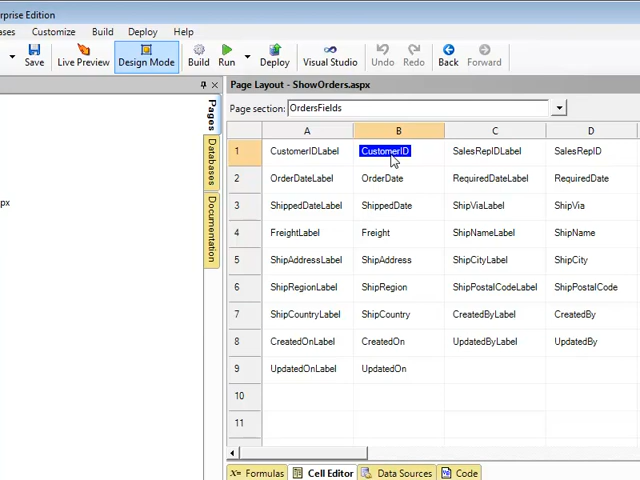 rprise Edition
ases Customize Build Deploy Help
Save Live Preview Design Mode Build Run Deploy Visual Studio Undo Redo Back Forward
Page Layout - ShowOrders.aspx
Pages
Databases
Documentation
px
Page section: OrdersFields
A B C D
1 CustomerIDLabel CustomerID SalesRepIDLabel SalesRepID
2 OrderDateLabel OrderDate RequiredDateLabel RequiredDate
3 ShippedDateLabel ShippedDate ShipViaLabel ShipVia
4 FreightLabel Freight ShipNameLabel ShipName
5 ShipAddressLabel ShipAddress ShipCityLabel ShipCity
6 ShipRegionLabel ShipRegion ShipPostalCodeLabel ShipPostalCode
7 ShipCountryLabel ShipCountry CreatedByLabel CreatedBy
8 CreatedOnLabel CreatedOn UpdatedByLabel UpdatedBy
9 UpdatedOnLabel UpdatedOn
10
11
Formulas Cell Editor Data Sources Code